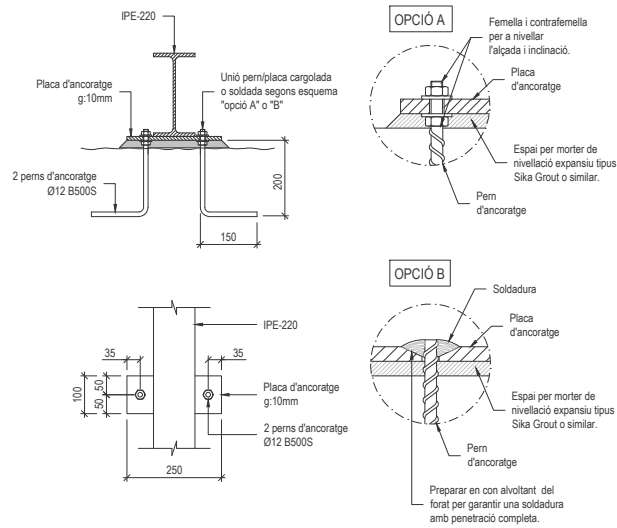 IPE-220
Placa d'ancoratge
g:10mm
Unió pern/placa cargolada
o soldada segons esquema
"opció A" o "B"
2 perns d'ancoratge
Ø12 B500S
200
150
OPCIÓ A
Femella i contrafemella
per a nivellar
l'alçada i inclinació.
Placa
d'ancoratge
Espai per morter de
nivellació expansiu tipus
Sika Grout o similar.
Pern
d'ancoratge
IPE-220
35
35
100
50
50
Placa d'ancoratge
g:10mm
2 perns d'ancoratge
Ø12 B500S
250
OPCIÓ B
Soldadura
Placa
d'ancoratge
Espai per morter de
nivellació expansiu tipus
Sika Grout o similar.
Pern
d'ancoratge
Preparar en con alvoltant del
forat per garantir una soldadura
amb penetració completa.